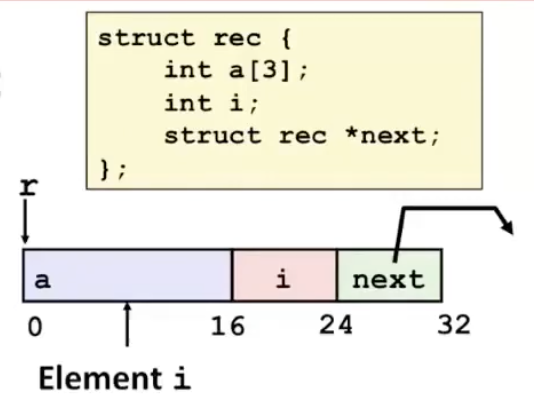 struct rec {
    int a[3];
    int i;
    struct rec *next;
};
r
a i next
0 16 24 32
Element i